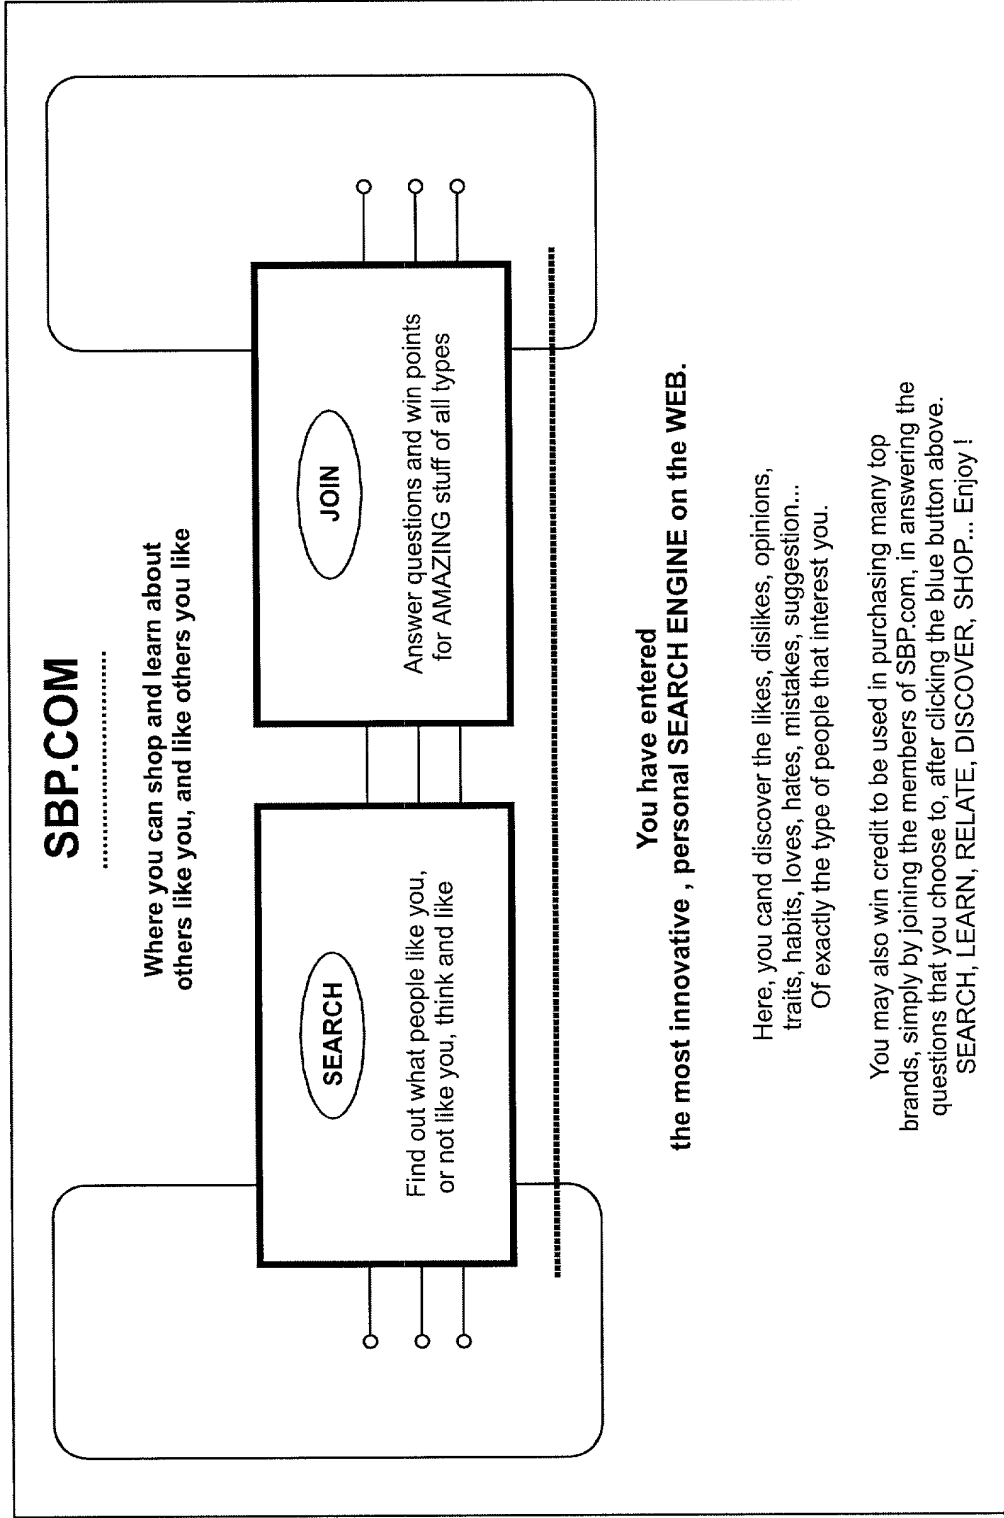 SBP.COM
Where you can shop and learn about
others like you, and like others you like
SEARCH
Find out what people like you,
or not like you, think and like
JOIN
Answer questions and win points
for AMAZING stuff of all types
You have entered
the most innovative , personal SEARCH ENGINE on the WEB.
Here, you cand discover the likes, dislikes, opinions,
traits, habits, loves, hates, mistakes, suggestion...
Of exactly the type of people that interest you.
You may also win credit to be used in purchasing many top
brands, simply by joining the members of SBP.com, in answering the
questions that you choose to, after clicking the blue button above.
SEARCH, LEARN, RELATE, DISCOVER, SHOP... Enjoy !